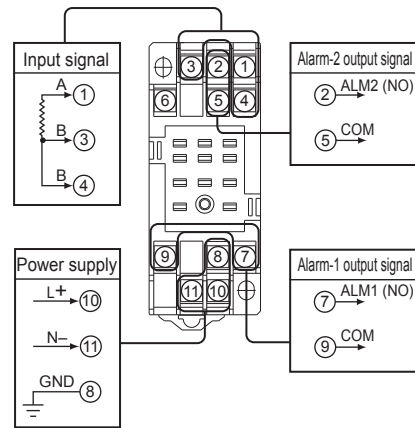 Input signal
A
①
B
③
B
④
③ ② ①
⑥ ⑤ ④
Alarm-2 output signal
② ALM2 (NO)
⑤ COM
Power supply
L+
⑩
N−
⑪
GND
⑧
⑨ ⑧ ⑦
⑪ ⑩
Alarm-1 output signal
⑦ ALM1 (NO)
⑨ COM